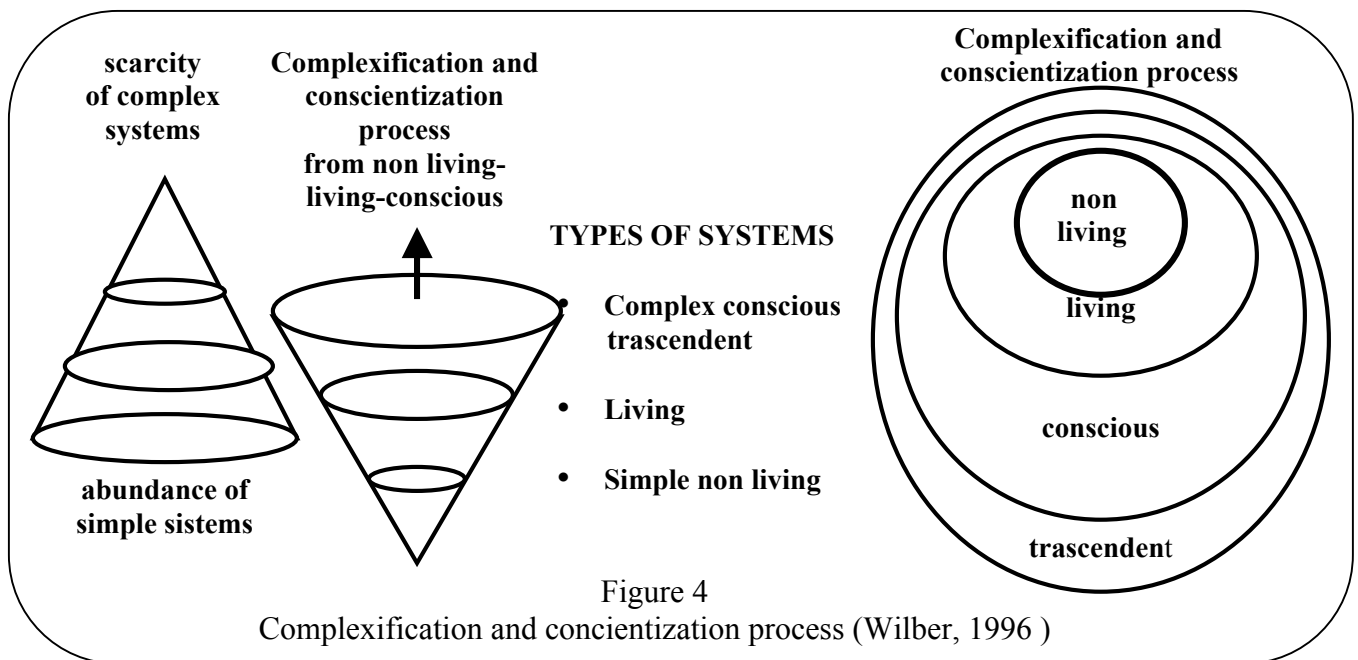 scarcity
of complex
systems
Complexification and
conscientization
process
from non living-
living-conscious
abundance of
simple sistems
TYPES OF SYSTEMS
• Complex conscious
trascendent
• Living
• Simple non living
Complexification and
conscientization process
non
living
living
conscious
trascendent
Figure 4
Complexification and concientization process (Wilber, 1996 )